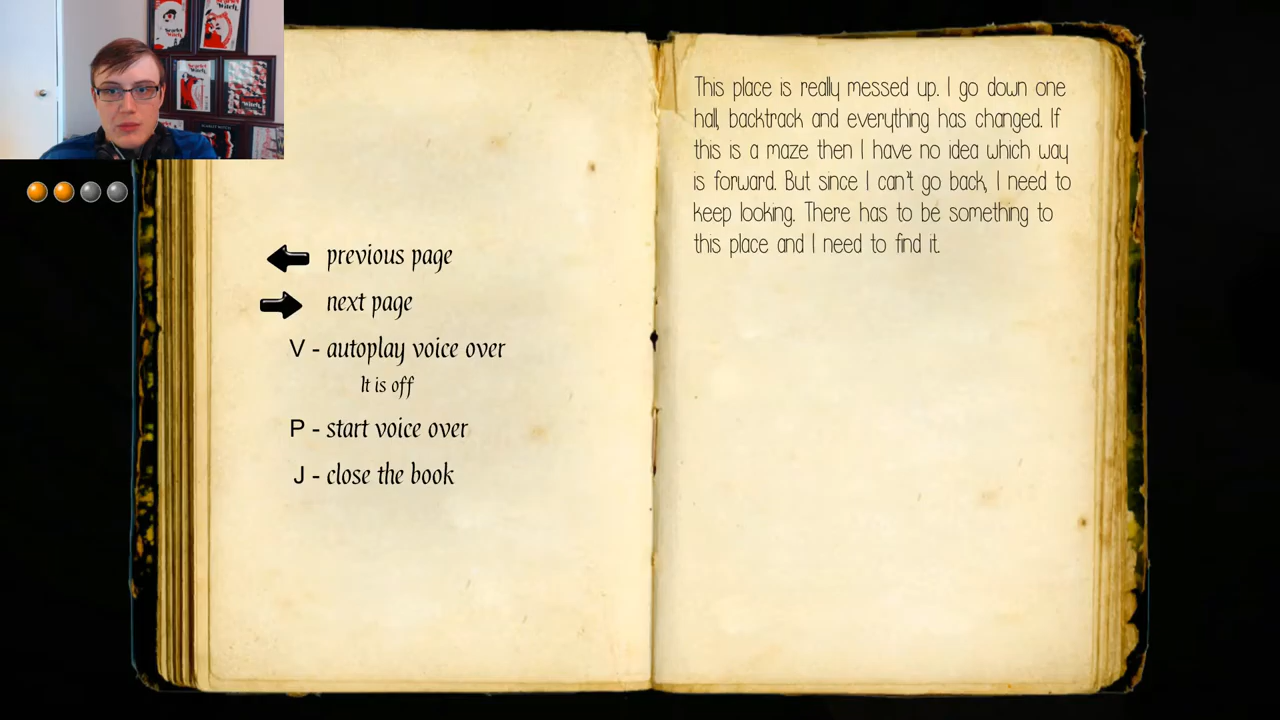 previous page
next page
V - autoplay voice over
It is off
P - start voice over
J - close the book
This place is really messed up. I go down one
hall, backtrack and everything has changed. If
this is a maze then I have no idea which way
is forward. But since I can't go back, I need to
keep looking. There has to be something to
this place and I need to find it.